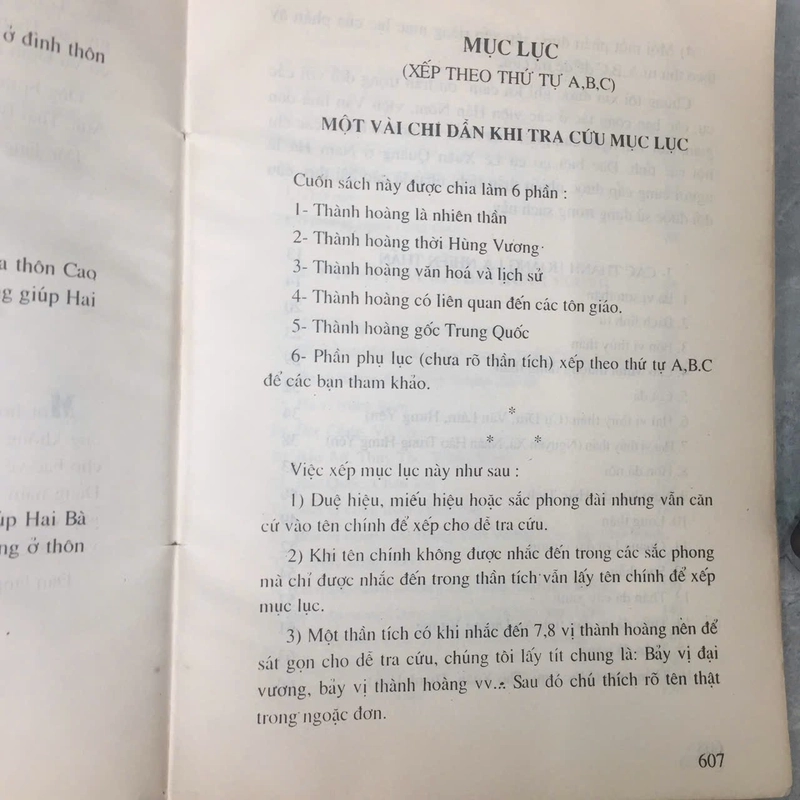 ở đình thôn
a thôn Cao
g giúp Hai
úp Hai Bà
ng ở thôn
MỤC LỤC
(XẾP THEO THỨ TỰ A,B,C)
MỘT VÀI CHỈ DẪN KHI TRA CỨU MỤC LỤC
Cuốn sách này được chia làm 6 phần :
1- Thành hoàng là nhiên thần
2- Thành hoàng thời Hùng Vương
3- Thành hoàng văn hoá và lịch sử
4- Thành hoàng có liên quan đến các tôn giáo.
5- Thành hoàng gốc Trung Quốc
6- Phần phụ lục (chưa rõ thần tích) xếp theo thứ tự A,B.C
để các bạn tham khảo.
*
* *
Việc xếp mục lục này như sau :
1) Duệ hiệu, miếu hiệu hoặc sắc phong dài nhưng vẫn căn
cứ vào tên chính để xếp cho dễ tra cứu.
2) Khi tên chính không được nhắc đến trong các sắc phong
mà chỉ được nhắc đến trong thần tích vẫn lấy tên chính để xếp
mục lục.
3) Một thần tích có khi nhắc đến 7,8 vị thành hoàng nên để
sát gọn cho dễ tra cứu, chúng tôi lấy tít chung là: Bảy vị đại
vương, bảy vị thành hoàng vv... Sau đó chú thích rõ tên thật
trong ngoặc đơn.
607